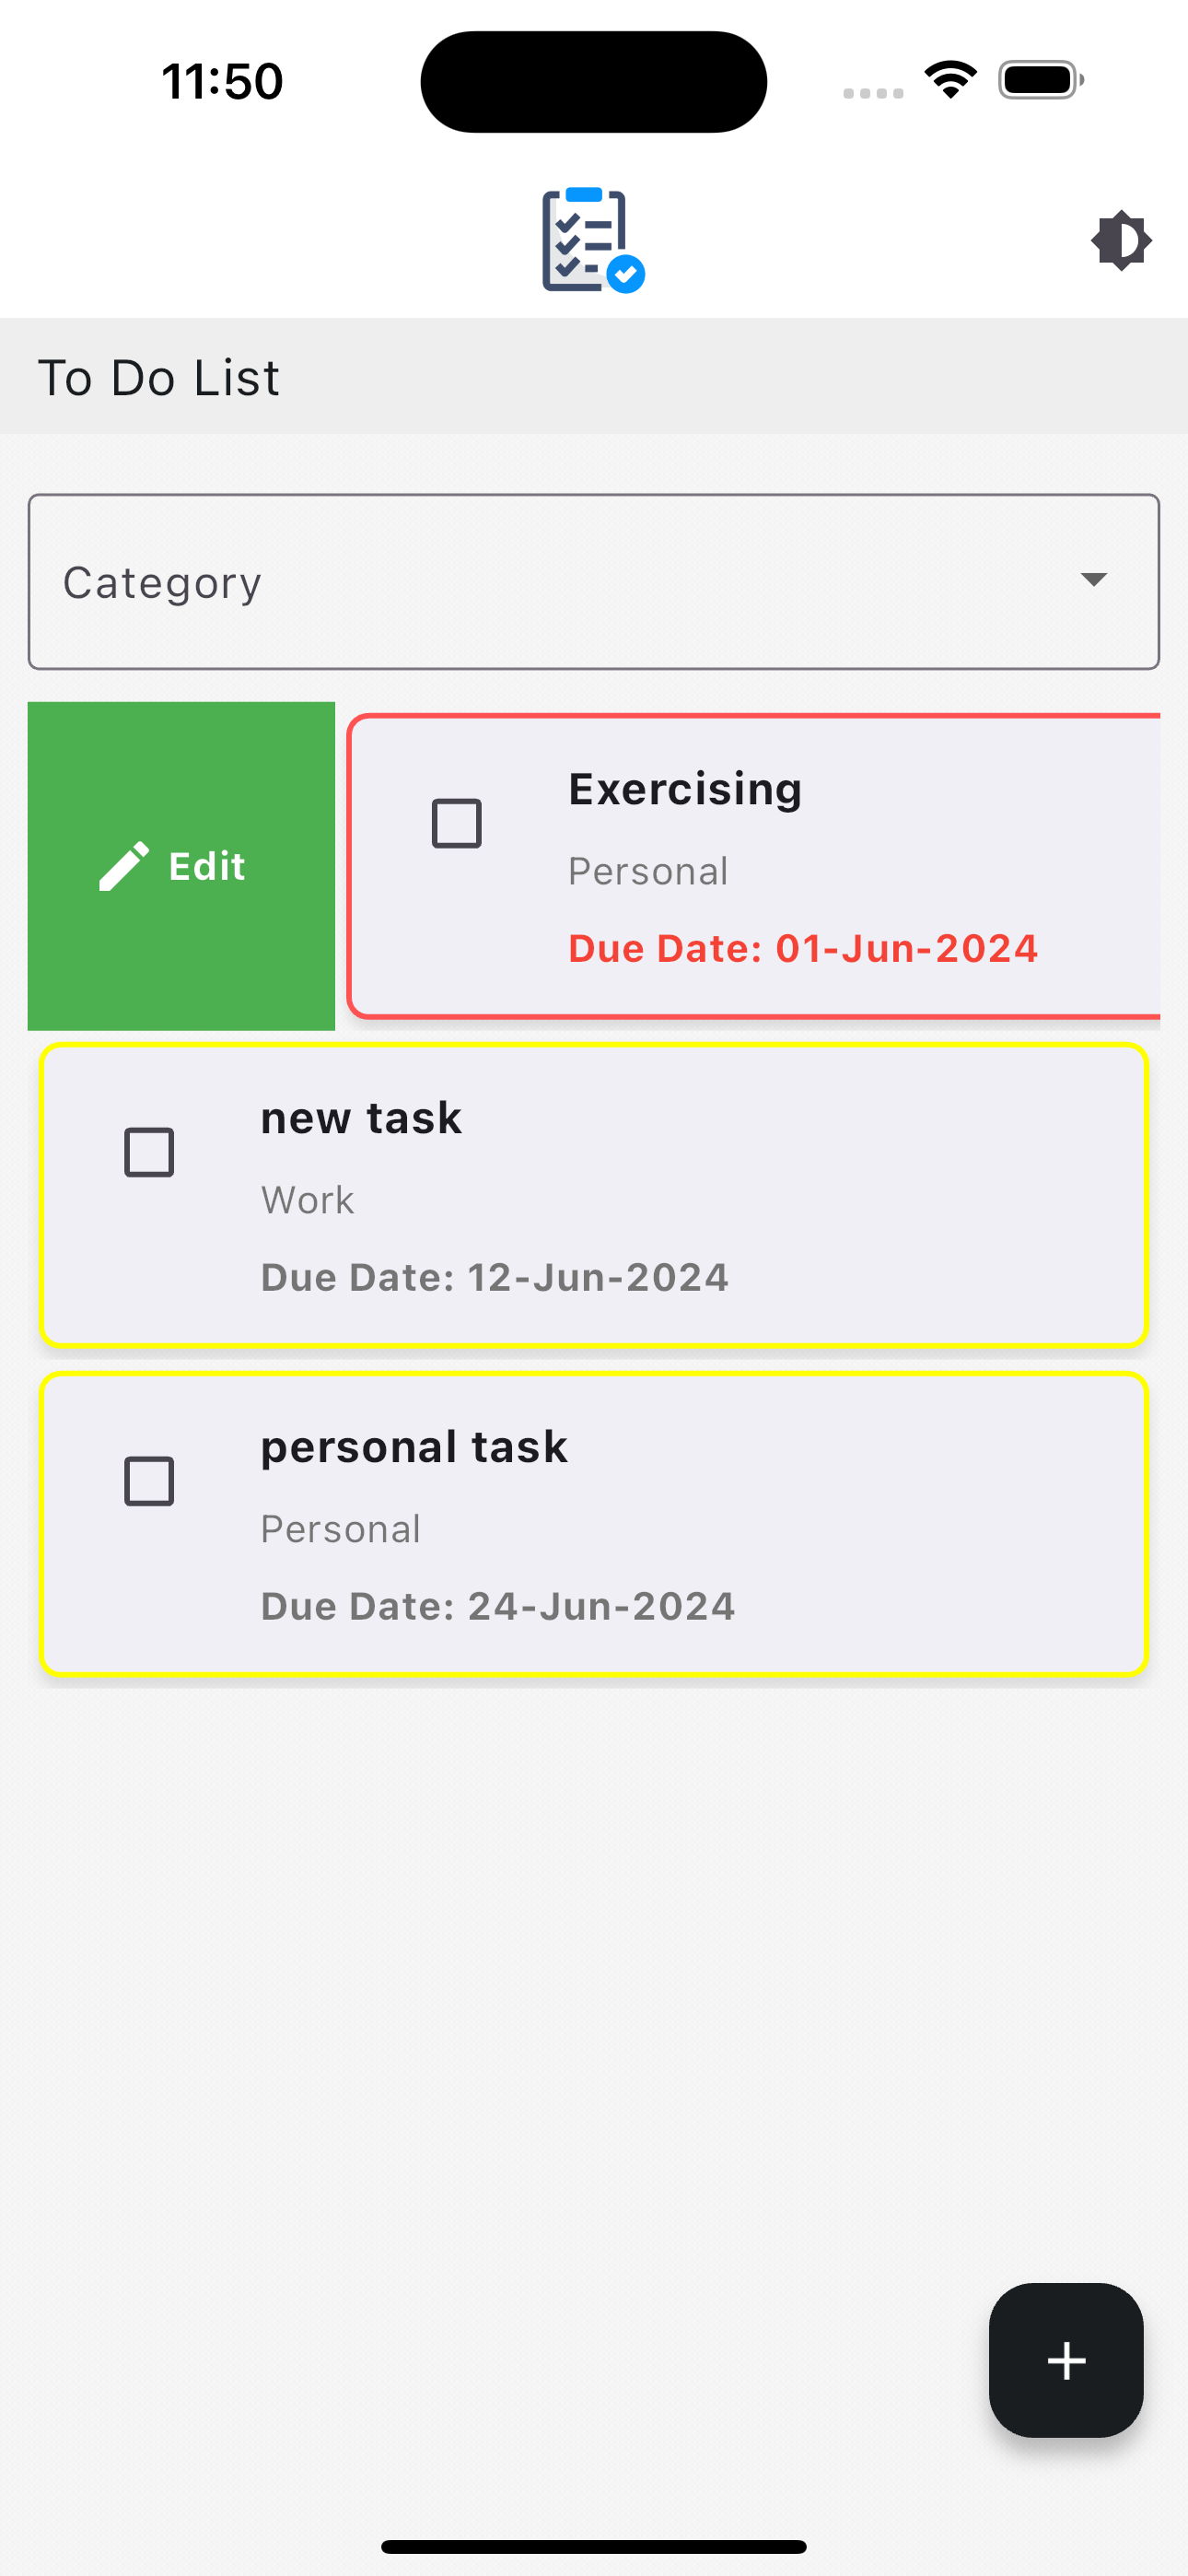 11:50
To Do List
Category
Edit
Exercising
Personal
Due Date: 01-Jun-2024
new task
Work
Due Date: 12-Jun-2024
personal task
Personal
Due Date: 24-Jun-2024
+